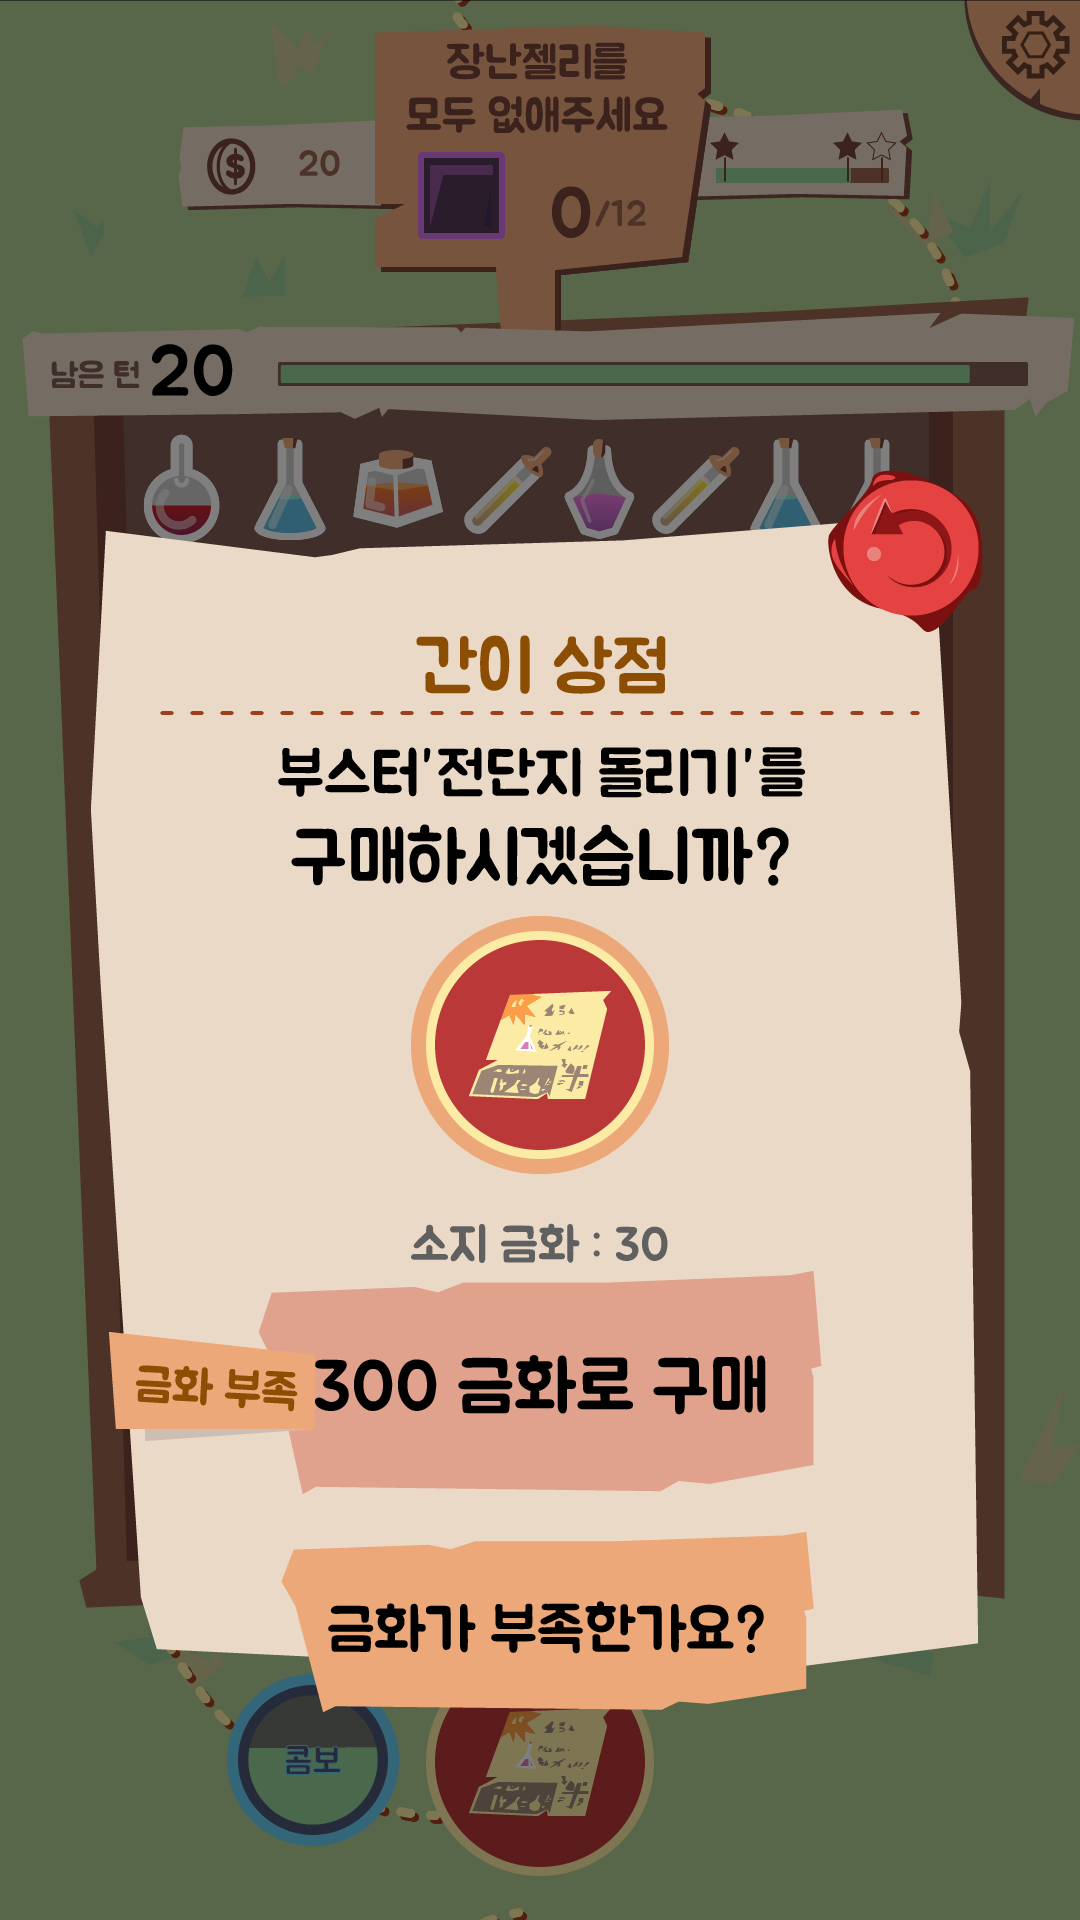 장난젤리를
모두 없애주세요
20
0/12
남은 턴 20
간이 상점
부스터'전단지 돌리기'를
구매하시겠습니까?
소지 금화 : 30
금화 부족
300 금화로 구매
금화가 부족한가요?
콤보